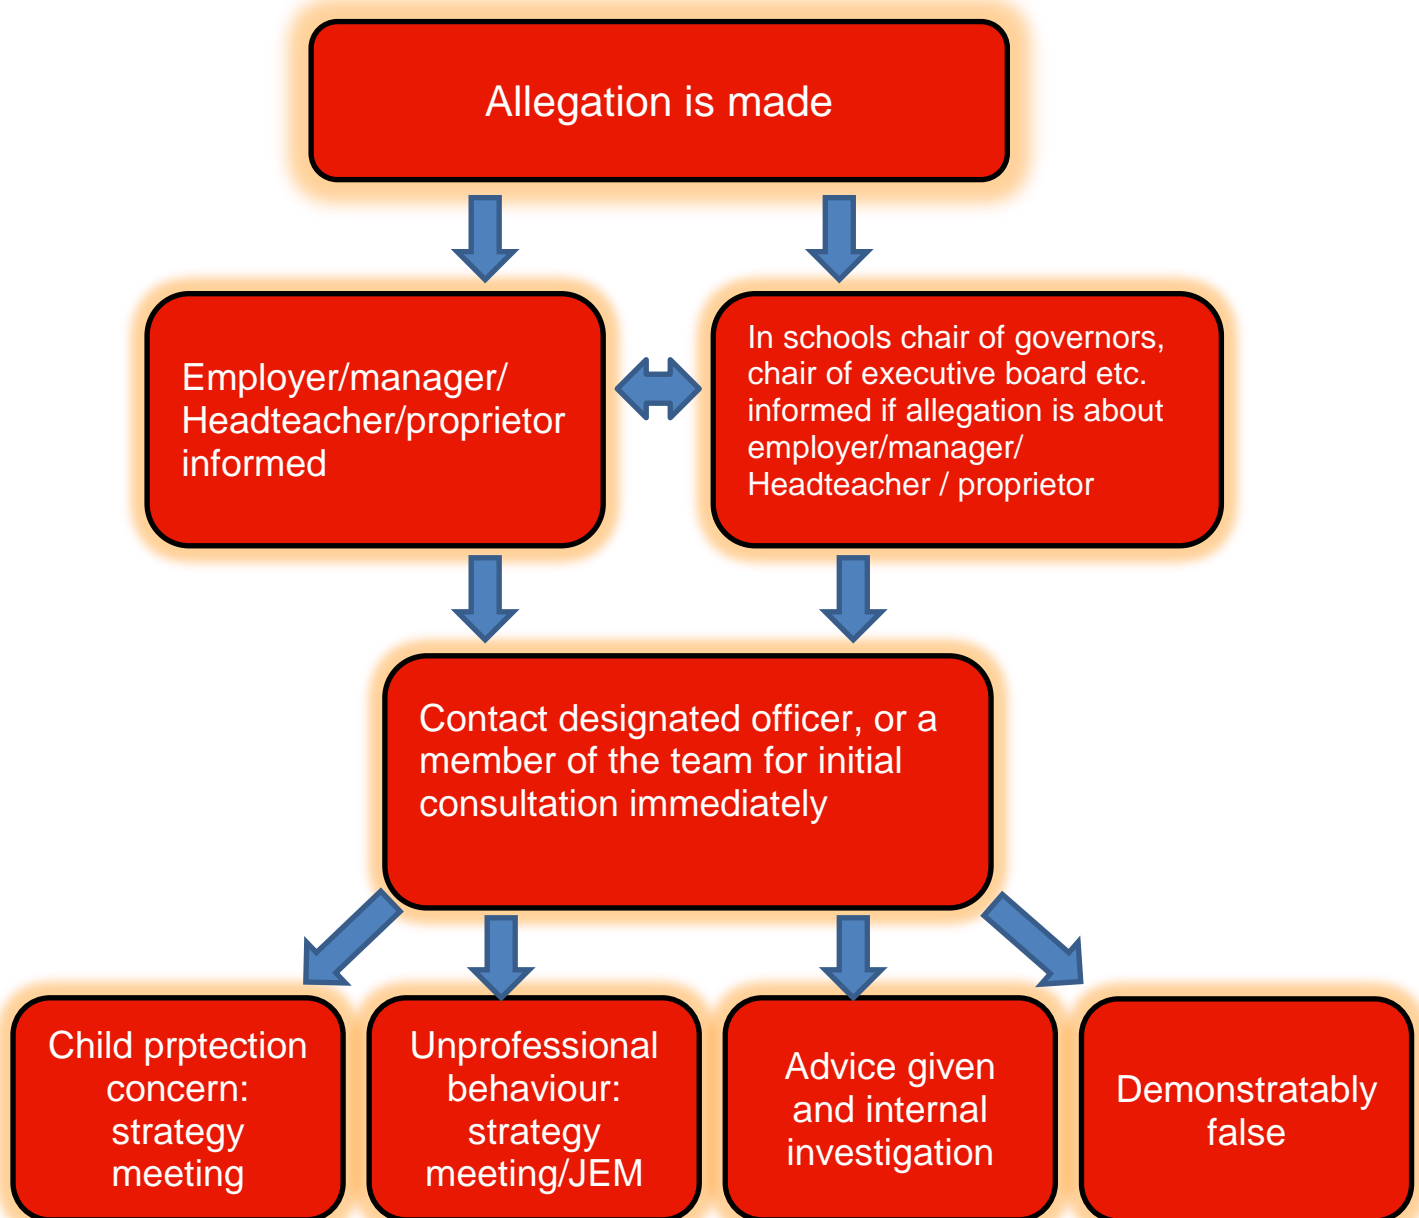 Allegation is made
Employer/manager/
Headteacher/proprietor
informed
In schools chair of governors,
chair of executive board etc.
informed if allegation is about
employer/manager/
Headteacher / proprietor
Contact designated officer, or a
member of the team for initial
consultation immediately
Child prptection
concern:
strategy
meeting
Unprofessional
behaviour:
strategy
meeting/JEM
Advice given
and internal
investigation
Demonstratably
false